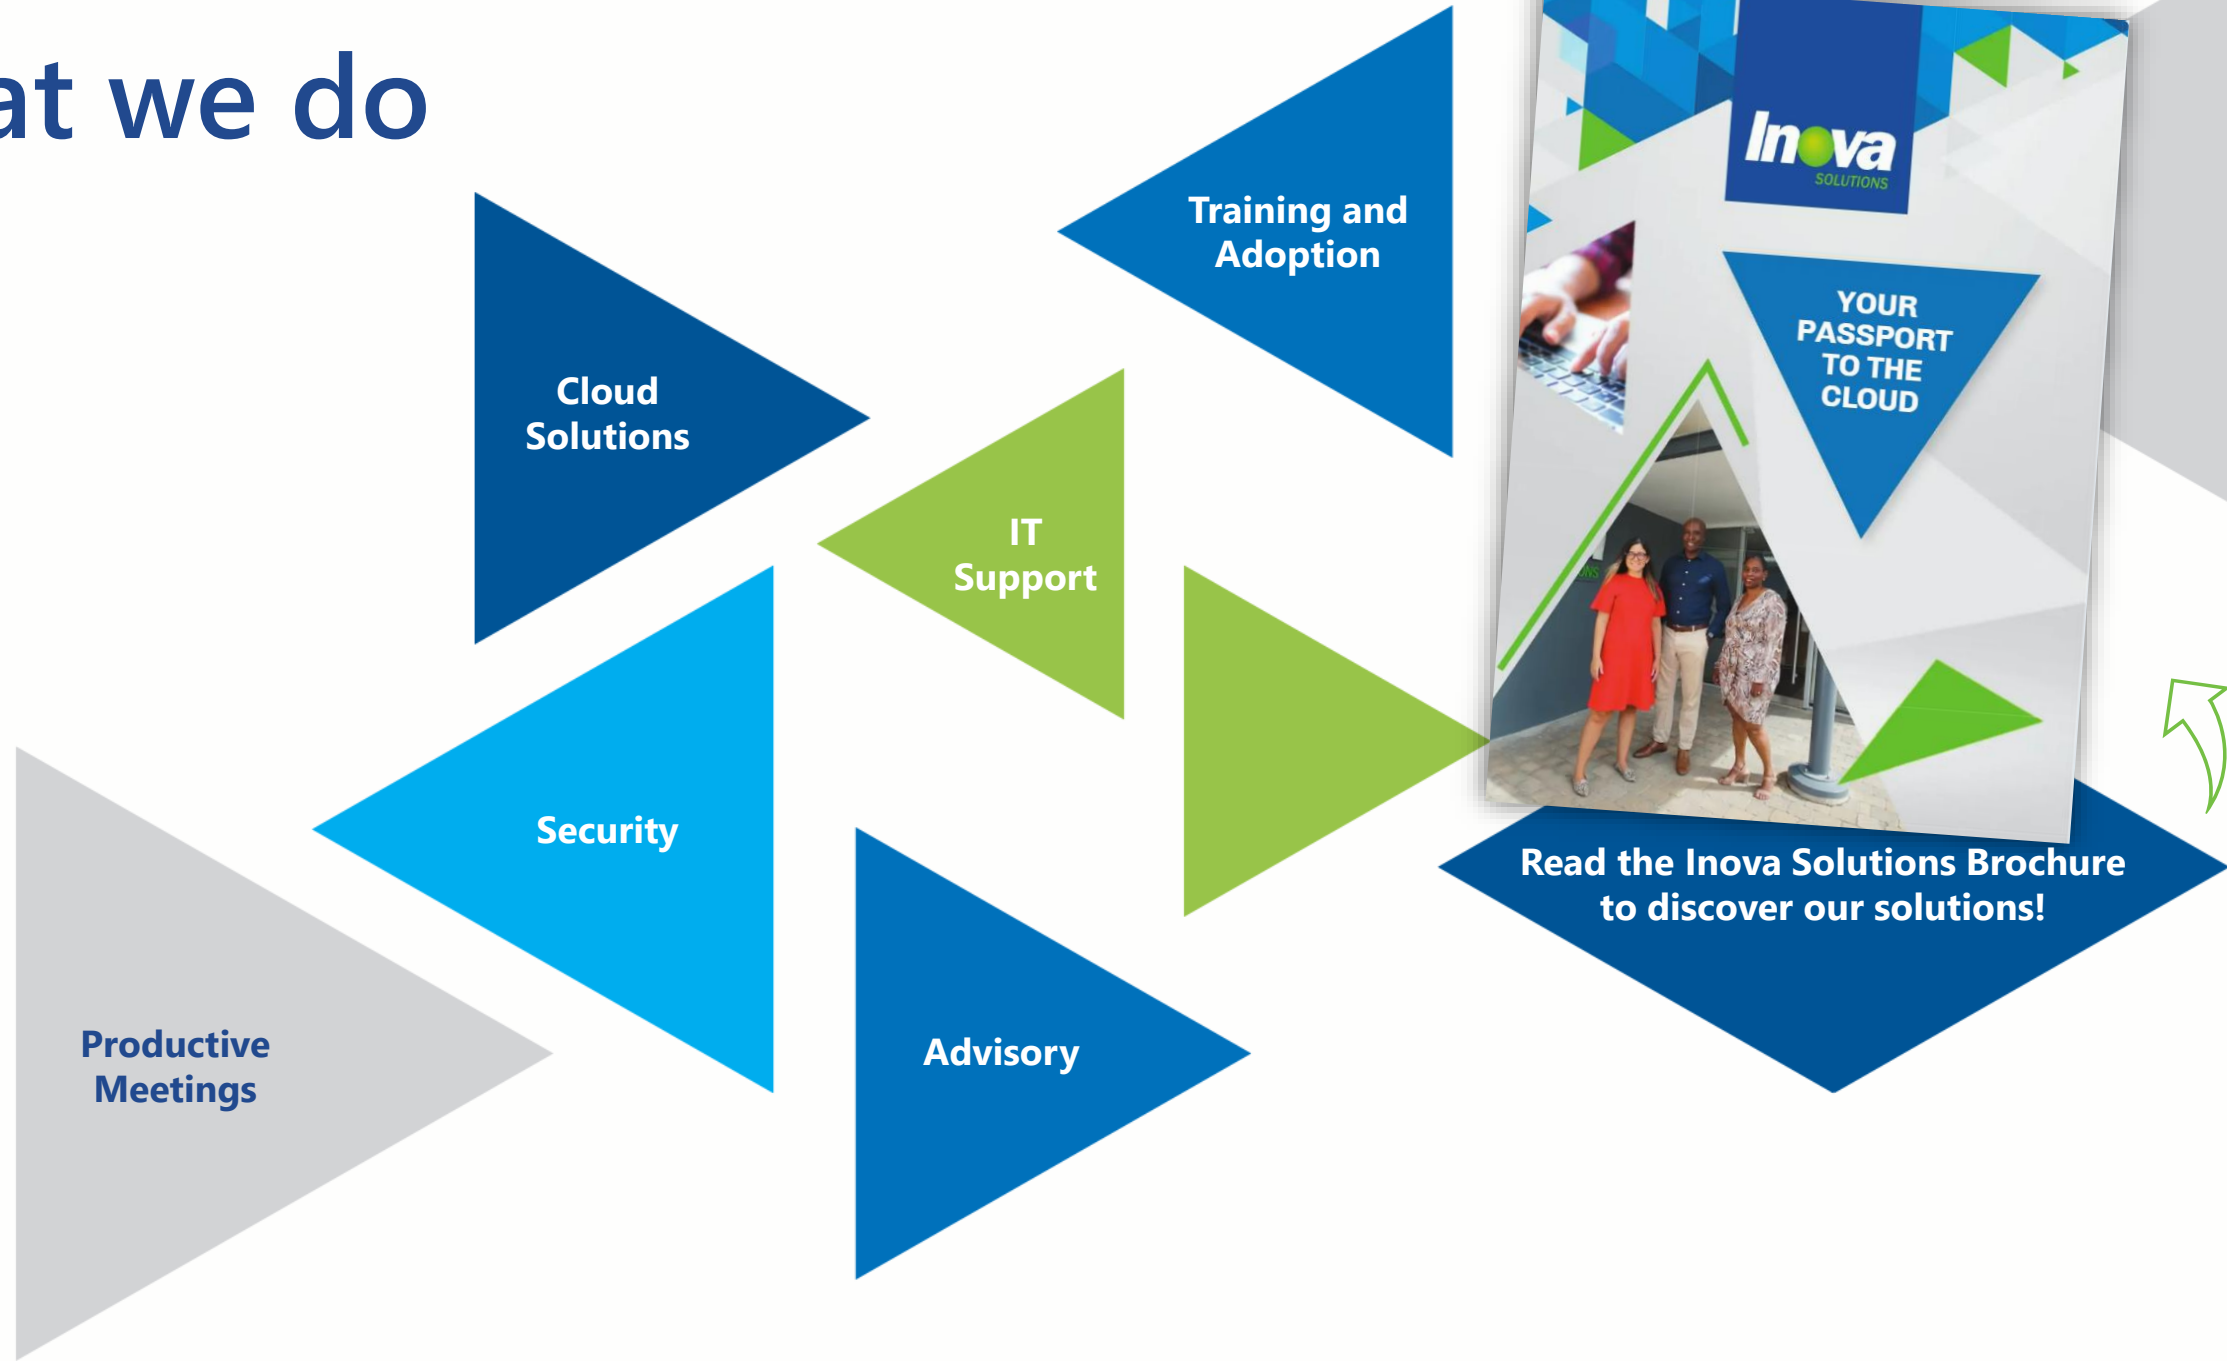 at we do
Training and
Adoption
Cloud
Solutions
IT
Support
Security
Productive
Meetings
Advisory
Inova
SOLUTIONS
YOUR
PASSPORT
TO THE
CLOUD
NS
Read the Inova Solutions Brochure
to discover our solutions!